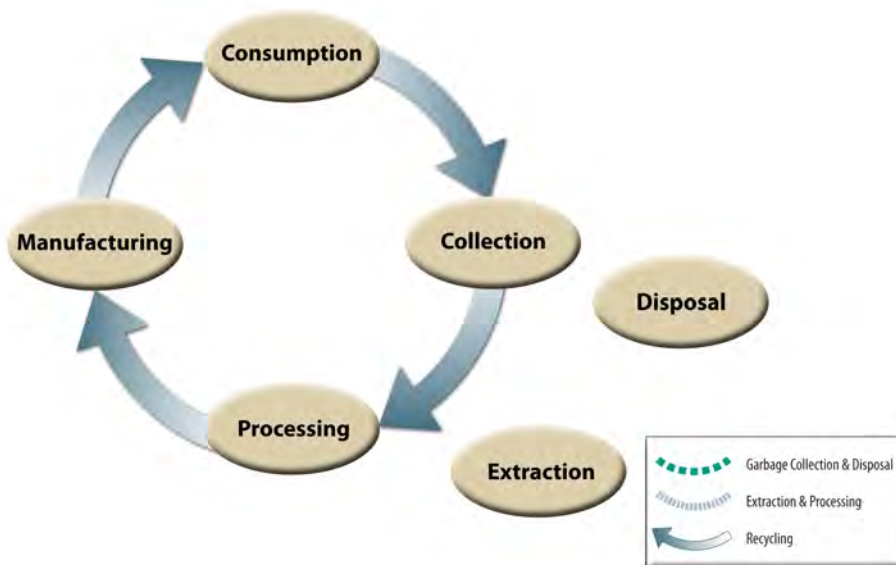 Consumption
Manufacturing
Collection
Disposal
Processing
Extraction
Garbage Collection & Disposal
Extraction & Processing
Recycling